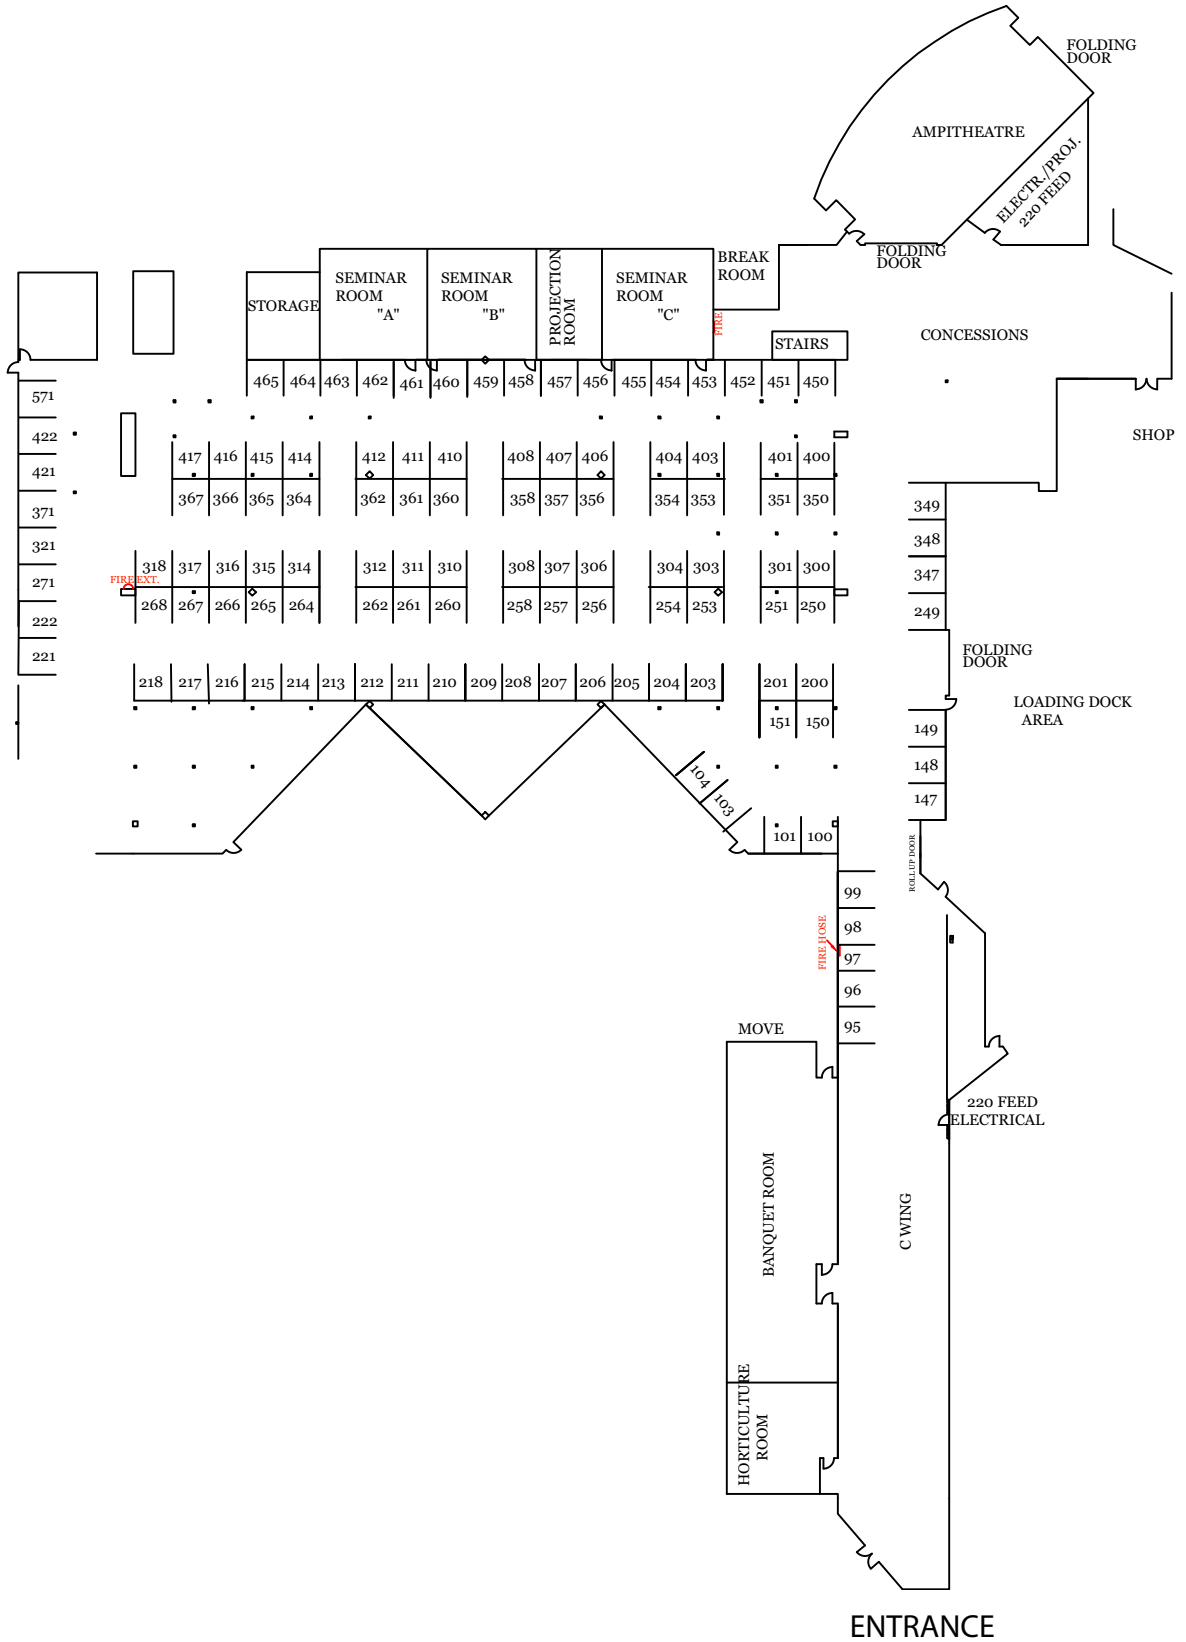 FOLDING
DOOR
AMPITHEATRE
ELECTR./PROJ.
220 FEED
FOLDING
DOOR
BREAK
ROOM
SEMINAR
ROOM
"A"
SEMINAR
ROOM
"B"
PROJECTION
ROOM
SEMINAR
ROOM
"C"
STORAGE
FIRE
STAIRS
CONCESSIONS
465 464 463 462 461 460 459 458 457 456 455 454 453 452 451 450
571
422
421
371
321
271
222
221
SHOP
417 416 415 414 412 411 410 408 407 406 404 403 401 400
367 366 365 364 362 361 360 358 357 356 354 353 351 350
349
348
347
249
318 317 316 315 314 312 311 310 308 307 306 304 303 301 300
FIRE EXT.
268 267 266 265 264 262 261 260 258 257 256 254 253 251 250
FOLDING
DOOR
218 217 216 215 214 213 212 211 210 209 208 207 206 205 204 203 201 200
151 150
LOADING DOCK
AREA
149
148
147
104
103
101 100
ROLL UP DOOR
99
98
97
96
95
FIRE HOSE
MOVE
220 FEED
ELECTRICAL
BANQUET ROOM
C WING
HORTICULTURE
ROOM
ENTRANCE